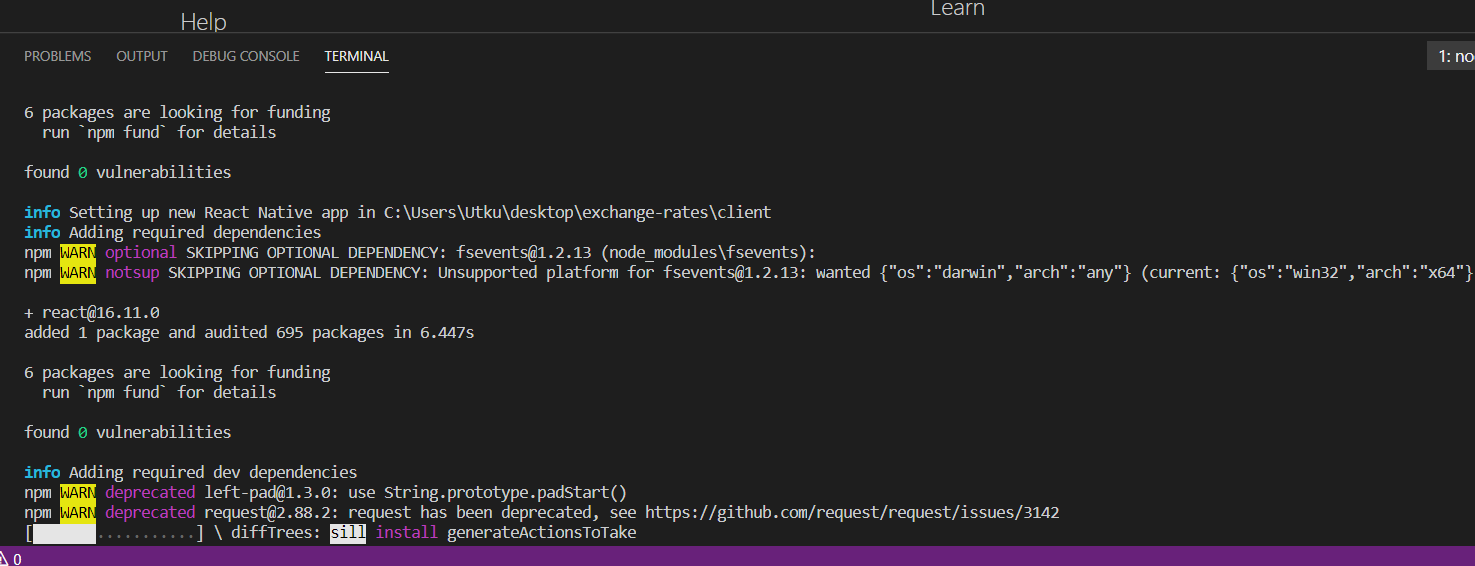 Help
Learn
PROBLEMS OUTPUT DEBUG CONSOLE TERMINAL
1: no
6 packages are looking for funding
run `npm fund` for details
found 0 vulnerabilities
info Setting up new React Native app in C:\Users\Utku\desktop\exchange-rates\client
info Adding required dependencies
npm WARN optional SKIPPING OPTIONAL DEPENDENCY: fsevents@1.2.13 (node_modules\fsevents):
npm WARN notsup SKIPPING OPTIONAL DEPENDENCY: Unsupported platform for fsevents@1.2.13: wanted {"os":"darwin","arch":"any"} (current: {"os":"win32","arch":"x64"}
+ react@16.11.0
added 1 package and audited 695 packages in 6.447s
6 packages are looking for funding
run `npm fund` for details
found 0 vulnerabilities
info Adding required dev dependencies
npm WARN deprecated left-pad@1.3.0: use String.prototype.padStart()
npm WARN deprecated request@2.88.2: request has been deprecated, see https://github.com/request/request/issues/3142
[       ...........] \ diffTrees: sill install generateActionsToTake
0